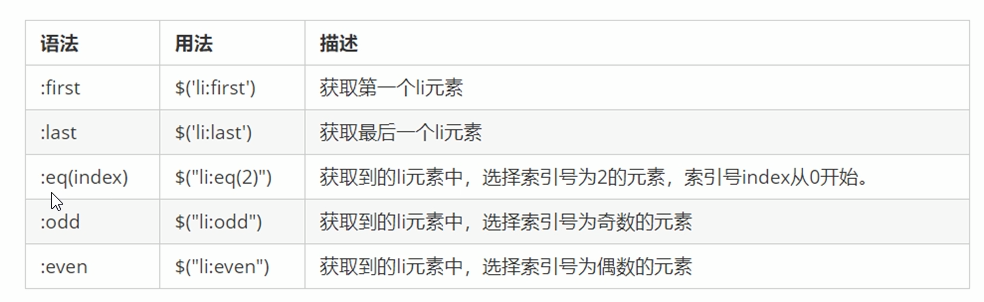 语法 用法 描述
:first $('li:first') 获取第一个li元素
:last $('li:last') 获取最后一个li元素
:eq(index) $("li:eq(2)") 获取到的li元素中，选择索引号为2的元素，索引号index从0开始。
:odd $("li:odd") 获取到的li元素中，选择索引号为奇数的元素
:even $("li:even") 获取到的li元素中，选择索引号为偶数的元素